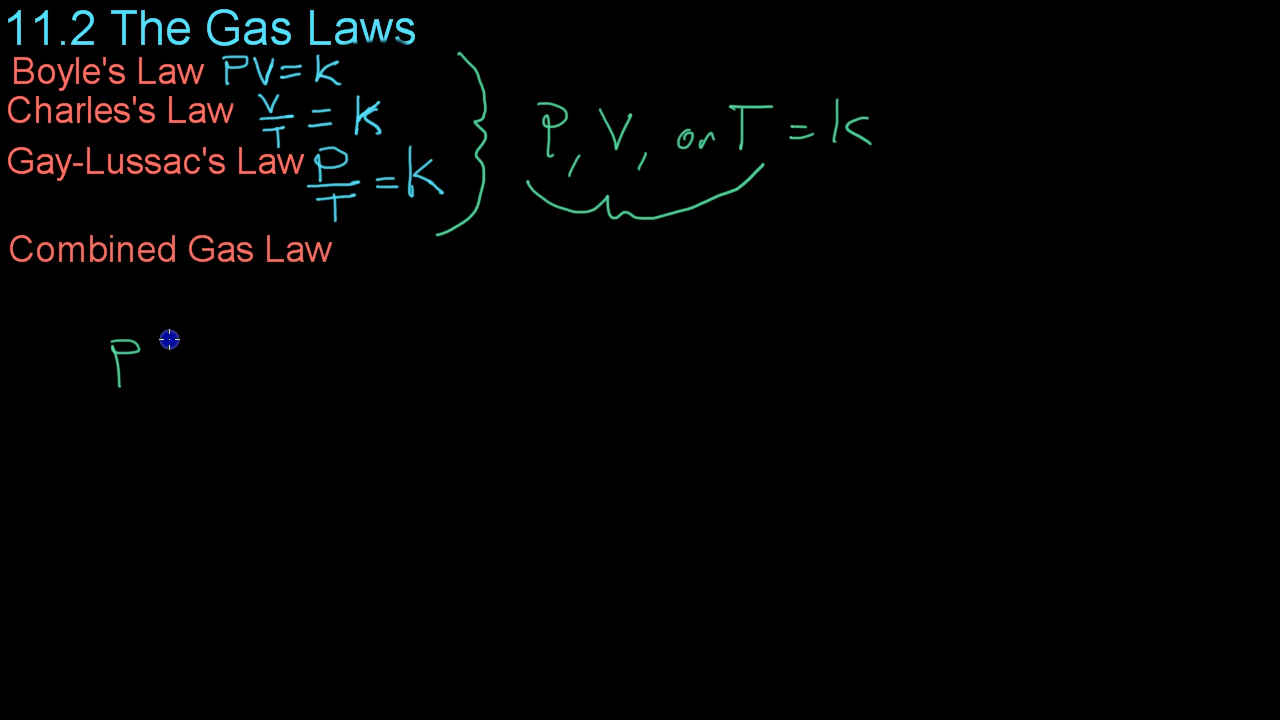 11.2 The Gas Laws
Boyle's Law PV = K
Charles's Law V/T = K
Gay-Lussac's Law P/T = K
P, V, or T = K
Combined Gas Law
P